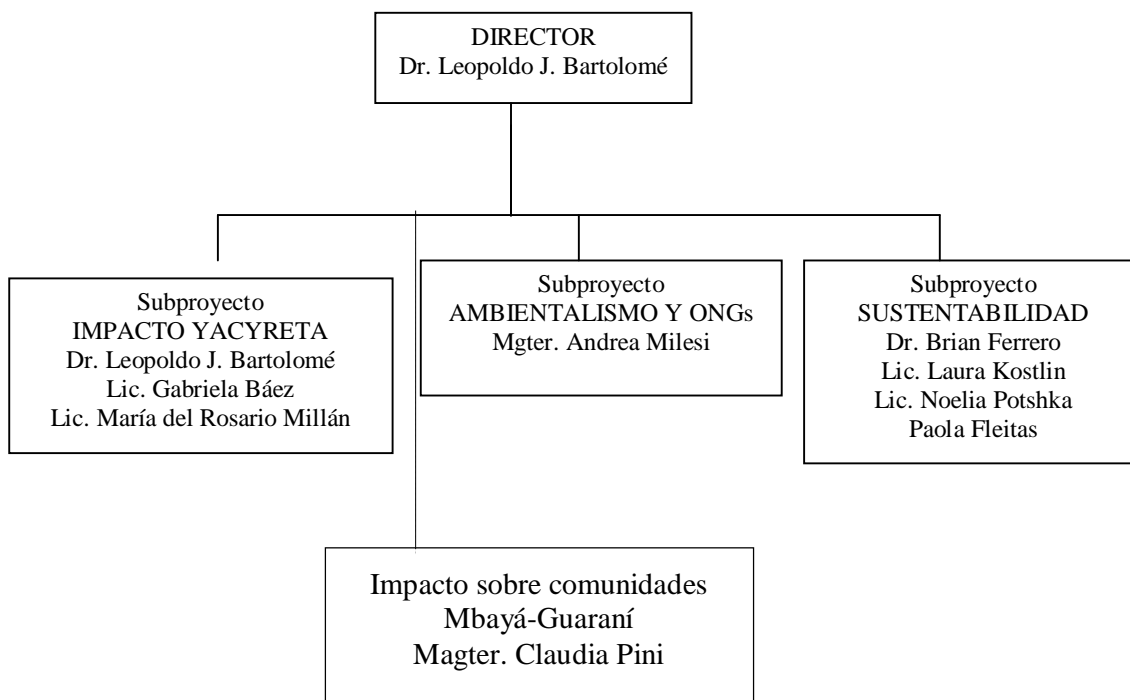 DIRECTOR
Dr. Leopoldo J. Bartolomé
Subproyecto
IMPACTO YACYRETA
Dr. Leopoldo J. Bartolomé
Lic. Gabriela Báez
Lic. María del Rosario Millán
Subproyecto
AMBIENTALISMO Y ONGs
Mgter. Andrea Milesi
Subproyecto
SUSTENTABILIDAD
Dr. Brian Ferrero
Lic. Laura Kostlin
Lic. Noelia Potshka
Paola Fleitas
Impacto sobre comunidades
Mbayá-Guaraní
Magter. Claudia Pini